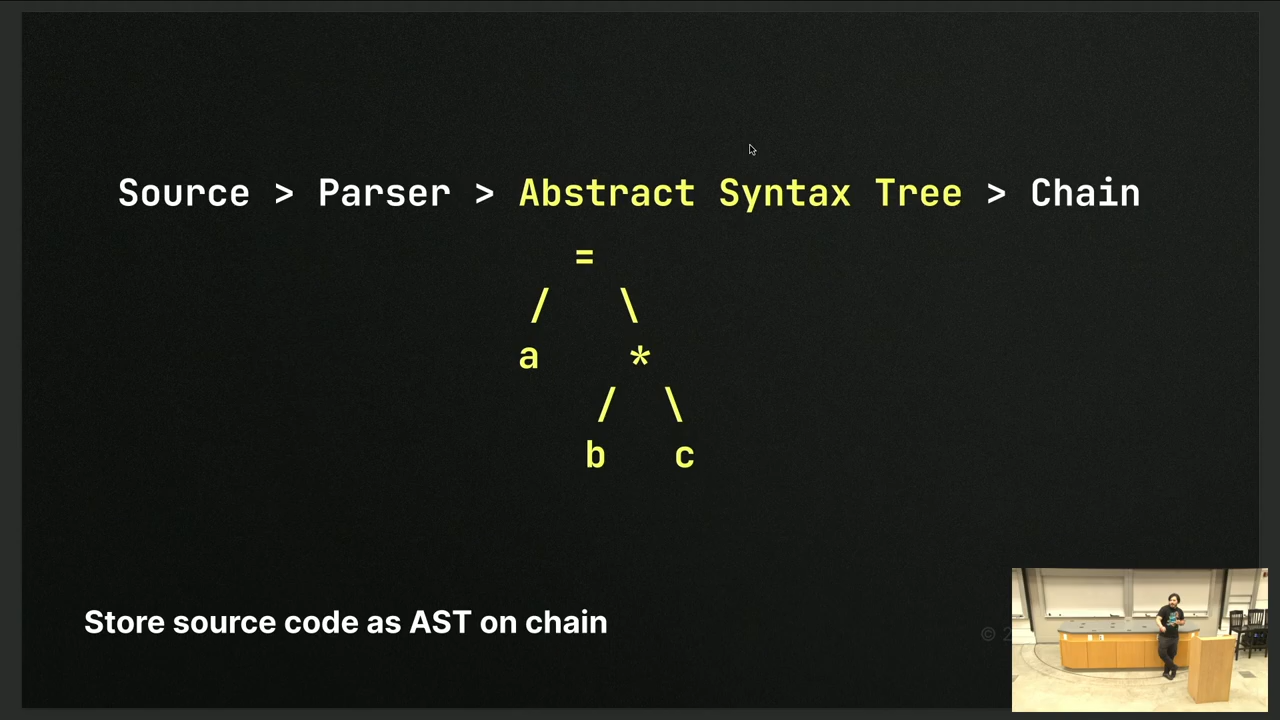 Source > Parser > Abstract Syntax Tree > Chain
=
/ \
a *
/ \
b c
Store source code as AST on chain
©